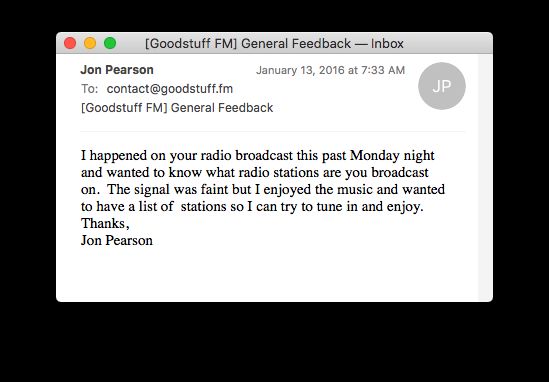 [Goodstuff FM] General Feedback — Inbox
Jon Pearson January 13, 2016 at 7:33 AM
JP
To: contact@goodstuff.fm
[Goodstuff FM] General Feedback
I happened on your radio broadcast this past Monday night
and wanted to know what radio stations are you broadcast
on.  The signal was faint but I enjoyed the music and wanted
to have a list of  stations so I can try to tune in and enjoy.
Thanks,
Jon Pearson